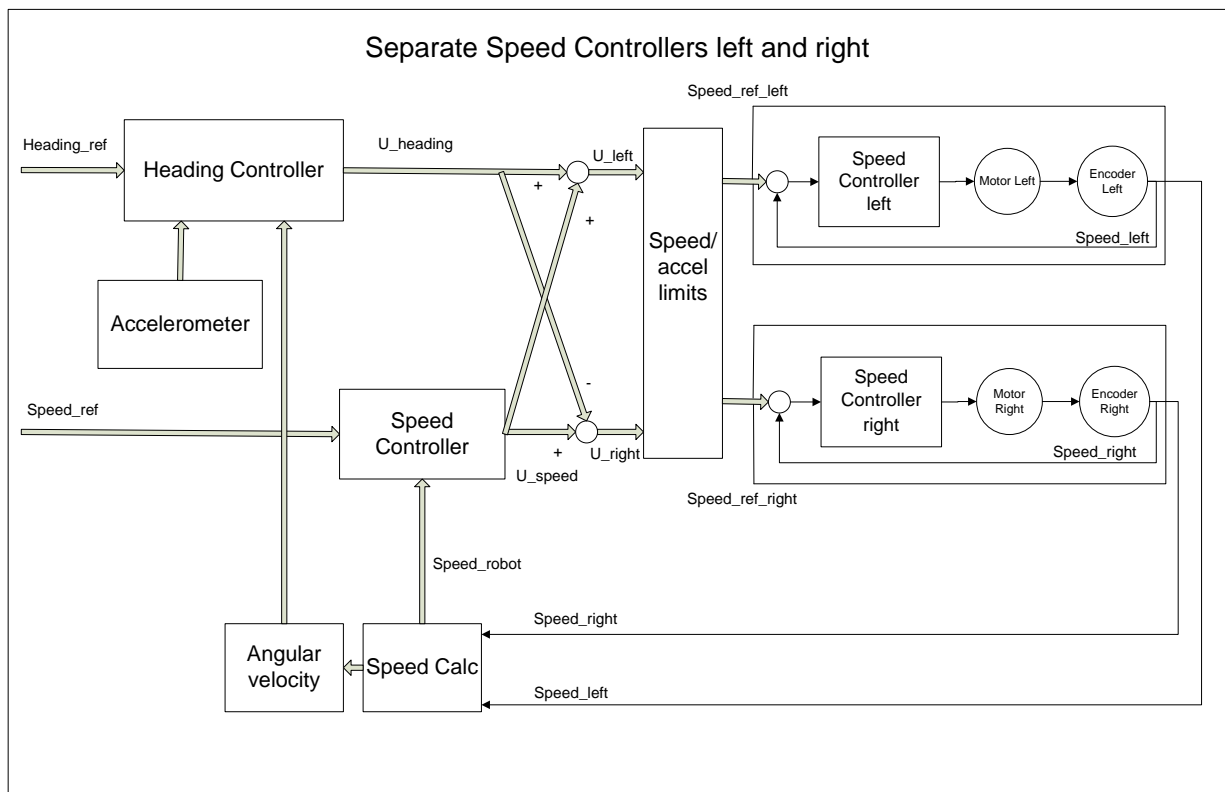 Separate Speed Controllers left and right
Speed_ref_left
Heading_ref
Heading Controller
U_heading
+
U_left
+
Speed/
accel
limits
Speed
Controller
left
Motor Left
Encoder
Left
Speed_left
Accelerometer
Speed_ref
Speed
Controller
-
+
U_speed
U_right
Speed
Controller
right
Motor
Right
Encoder
Right
Speed_right
Speed_ref_right
Speed_robot
Angular
velocity
Speed Calc
Speed_right
Speed_left